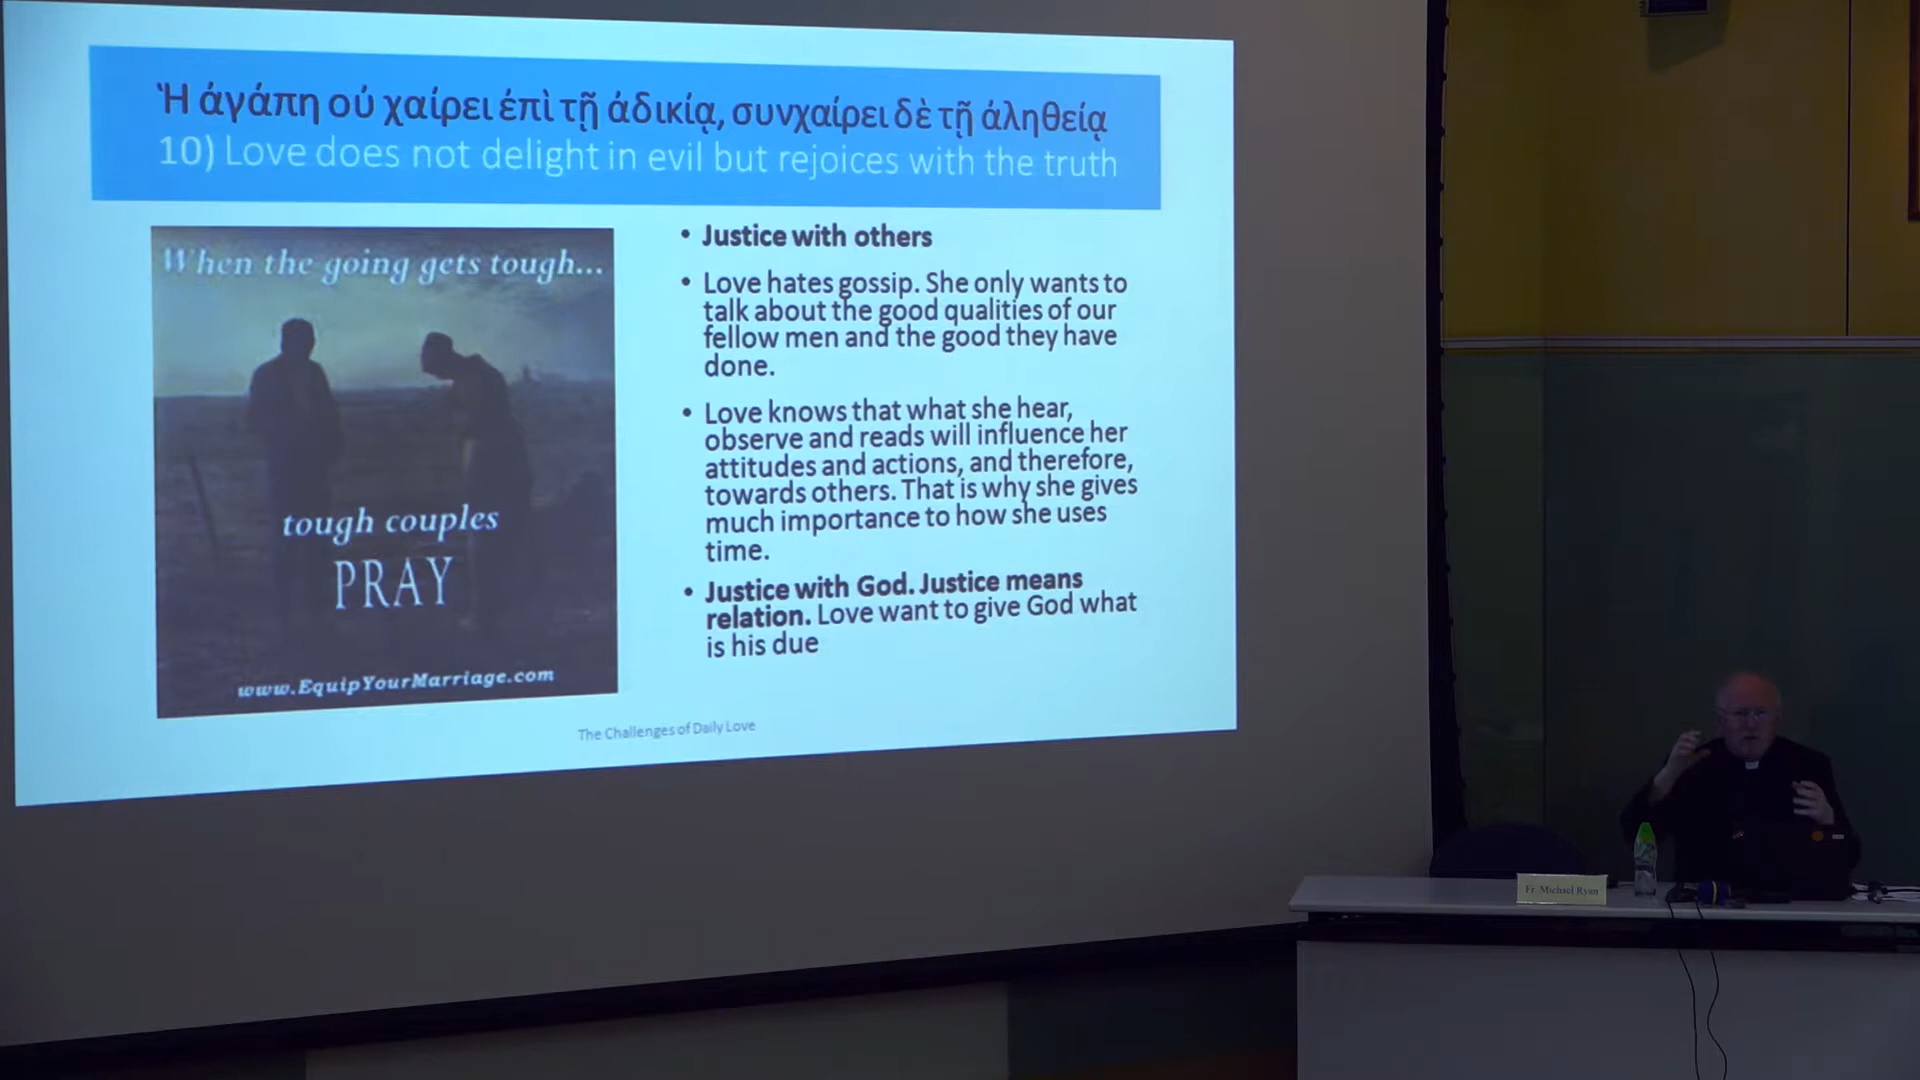 Ἡ ἀγάπη οὐ χαίρει ἐπὶ τῇ ἀδικίᾳ, συνχαίρει δὲ τῇ ἀληθείᾳ
10) Love does not delight in evil but rejoices with the truth
When the going gets tough...
tough couples
PRAY
www.EquipYourMarriage.com
• Justice with others
• Love hates gossip. She only wants to
talk about the good qualities of our
fellow men and the good they have
done.
• Love knows that what she hear,
observe and reads will influence her
attitudes and actions, and therefore,
towards others. That is why she gives
much importance to how she uses
time.
• Justice with God. Justice means
relation. Love want to give God what
is his due
The Challenges of Daily Love
Fr. Michael Ryan